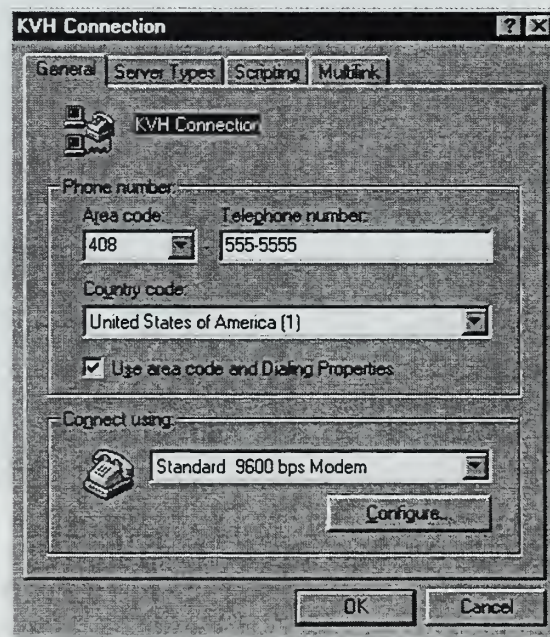 KVH Connection
General Server Types Scripting Multilink
KVH Connection
Phone number:
Area code: Telephone number:
408 - 555-5555
Country code:
United States of America (1)
Use area code and Dialing Properties
Connect using:
Standard 9600 bps Modem
Configure...
OK Cancel